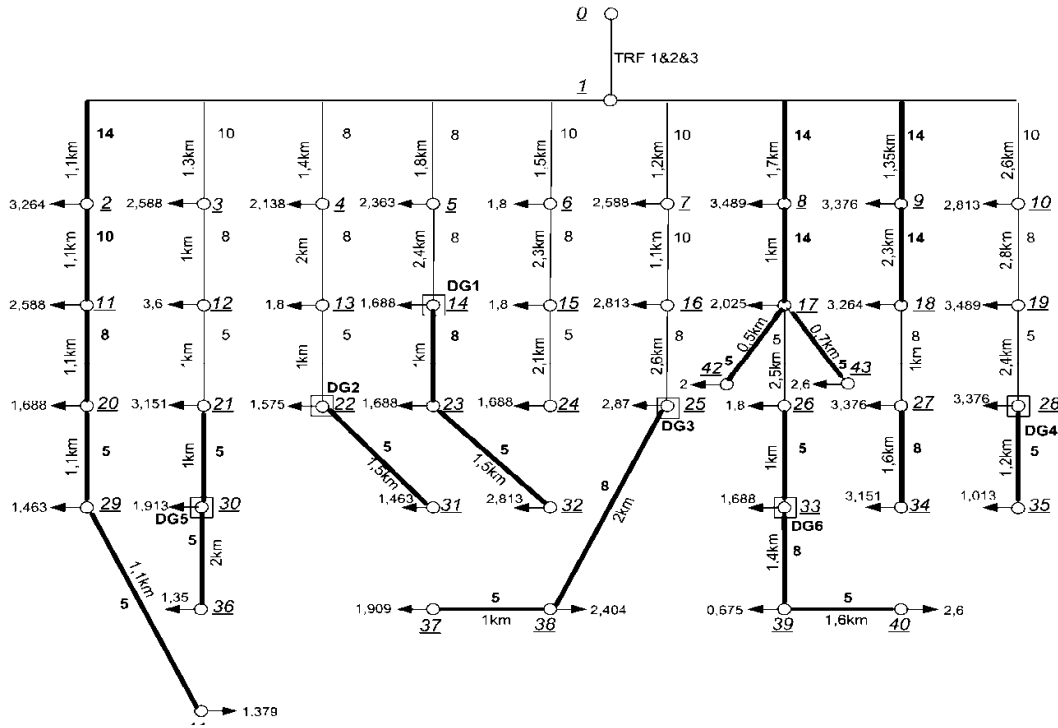 0
TRF 1&2&3
1
14 10 8 8 10 10 14 14 10
1,1km 1.3km 1,4km 1,8km 1,5km 1,2km 1,7km 1,35km 2,6km
3,264 2 2,588 3 2,138 4 2,363 5 1,8 6 2,588 7 3,489 8 3,376 9 2,813 10
10 8 8 8 8 10 14 14 8
1,1km 1km 2km 2,4km 2,3km 1,1km 1km 2,3km 2,8km
DG1
2,588 11 3,6 12 1.8 13 1,688 14 1,8 15 2,813 16 2,025 17 3,264 18 3,489 19
8 5 5 8 5 8 0,5km 5 0,7km 8 5
1,1km 1km 1km 1km 2,1km 2,6km 2,5km 1km 2,4km
42 5 5 43
2 2,6
DG2
1,688 20 3,151 21 1,575 22 1,688 23 1,688 24 2,87 25 1,8 26 3,376 27 3,376 28
DG3 DG4
5 5 5 5 8 5 8 5
1,1km 1km 1,5km 1,5km 2km 1km 1,6km 1,2km
1,463 29 1,913 30 1,463 31 2,813 32 1,688 33 3,151 34 1,013 35
DG5 DG6
1,1km 5 2km 1.4km 8
5 1,35 36 1,909 37 5 1km 38 2,404 0,675 39 5 1,6km 40 2,6
1.379